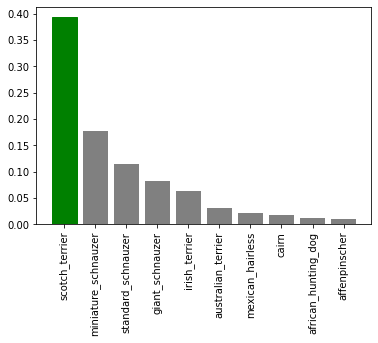 0.40
0.35
0.30
0.25
0.20
0.15
0.10
0.05
0.00
scotch_terrier
miniature_schnauzer
standard_schnauzer
giant_schnauzer
irish_terrier
australian_terrier
mexican_hairless
cairn
african_hunting_dog
affenpinscher